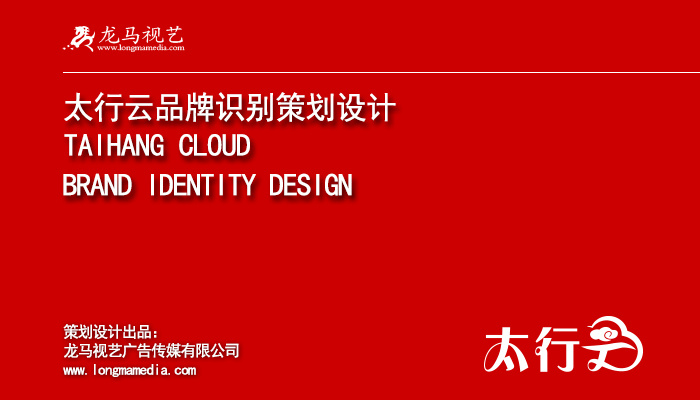 龙马视艺
www.longmamedia.com
太行云品牌识别策划设计
TAIHANG CLOUD
BRAND IDENTITY DESIGN
策划设计出品：
龙马视艺广告传媒有限公司
www.longmamedia.com
太行云